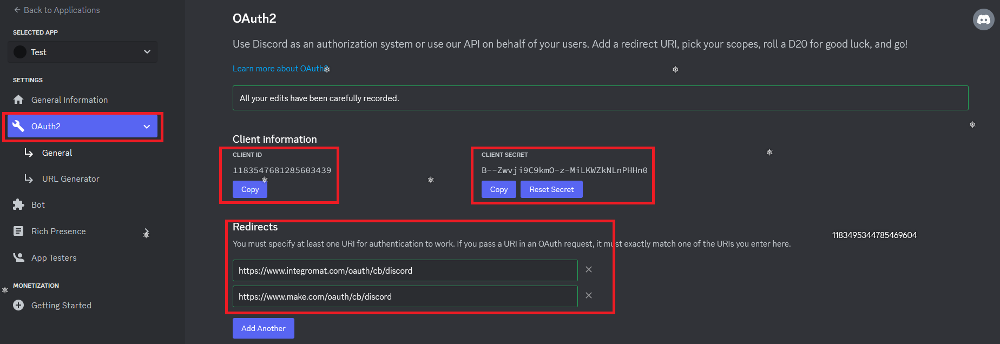 Back to Applications
SELECTED APP
Test
SETTINGS
General Information
OAuth2
General
URL Generator
Bot
Rich Presence
App Testers
MONETIZATION
Getting Started
OAuth2
Use Discord as an authorization system or use our API on behalf of your users. Add a redirect URI, pick your scopes, roll a D20 for good luck, and go!
Learn more about OAuth2
All your edits have been carefully recorded.
Client information
CLIENT ID
1183547681285603439
Copy
CLIENT SECRET
B--Zwvji9C9kmO-z-MiLKWZkNLnPHHn0
Copy Reset Secret
Redirects
You must specify at least one URI for authentication to work. If you pass a URI in an OAuth request, it must exactly match one of the URIs you enter here.
1183495344785469604
https://www.integromat.com/oauth/cb/discord
https://www.make.com/oauth/cb/discord
Add Another